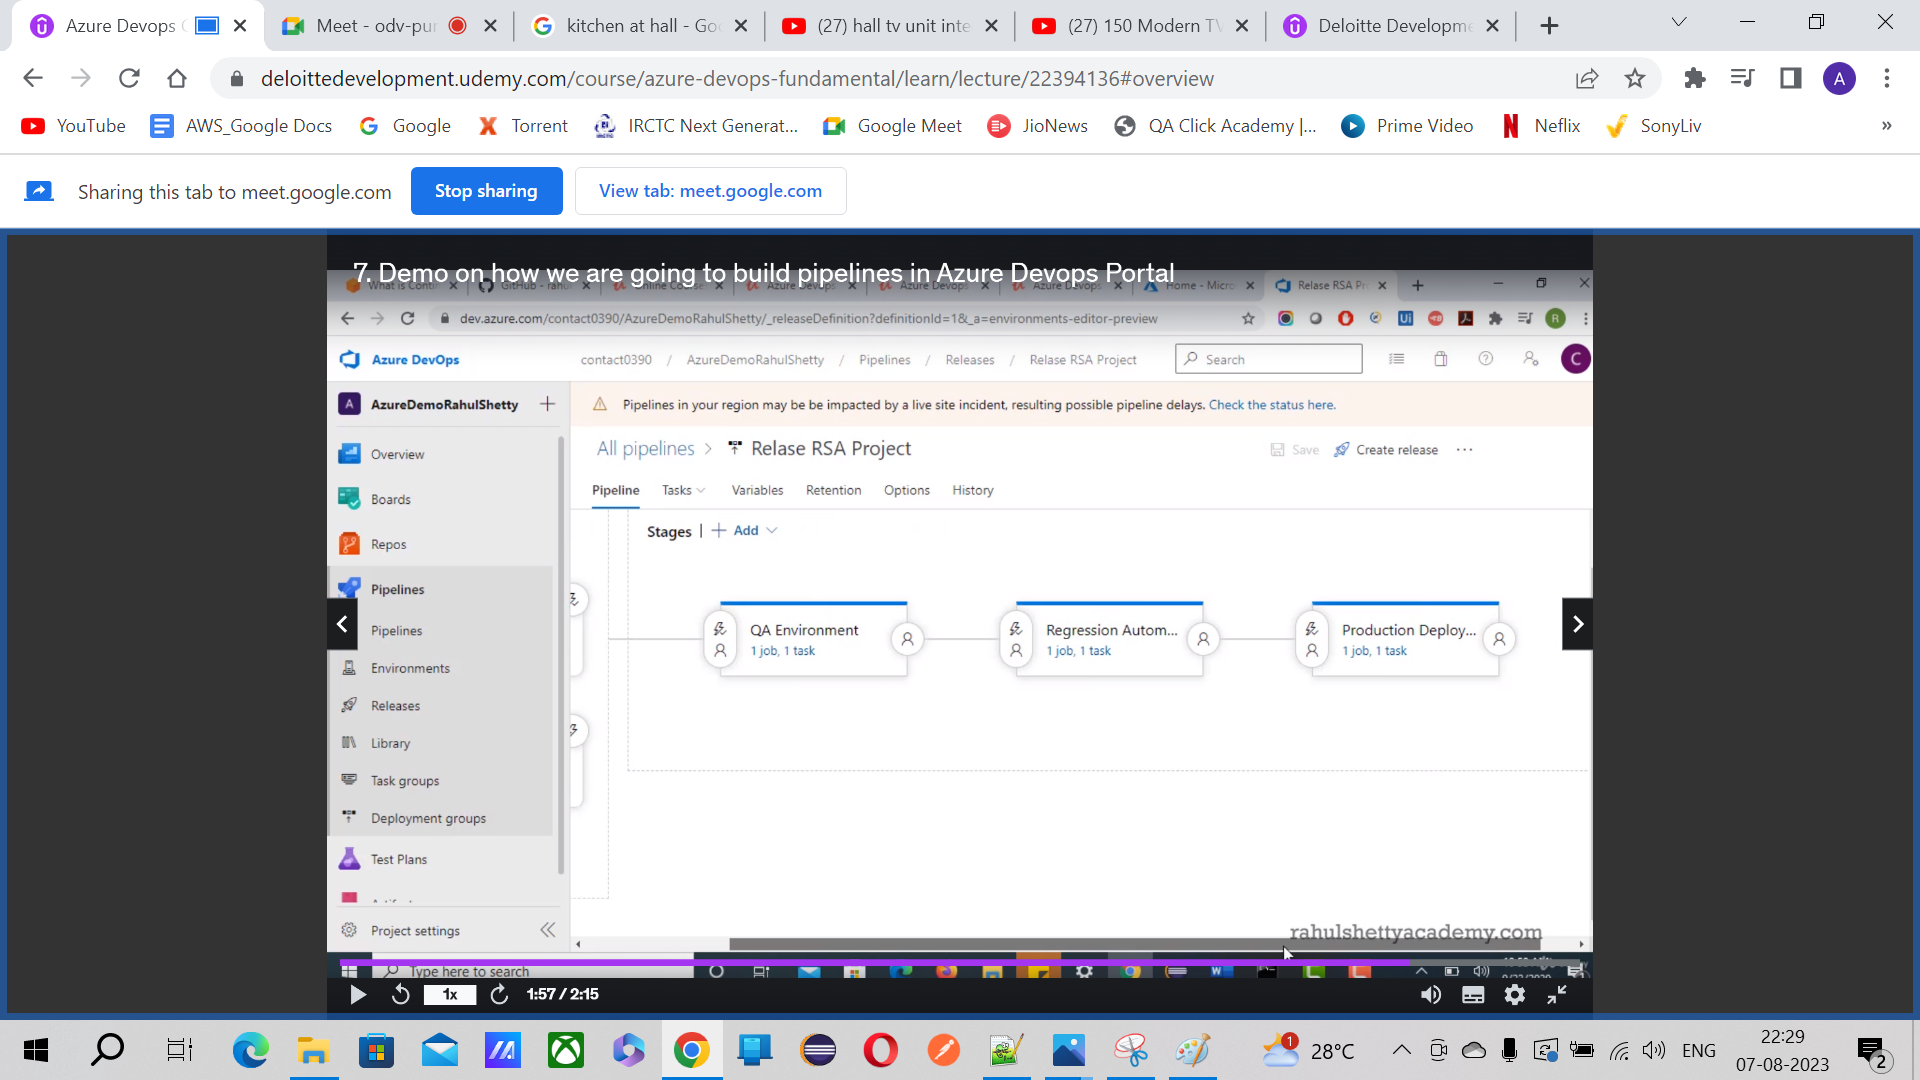 Azure Devops
Meet - odv-pur
kitchen at hall - Go
(27) hall tv unit inte
(27) 150 Modern TV
Deloitte Developme
deloittedevelopment.udemy.com/course/azure-devops-fundamental/learn/lecture/22394136#overview
A
YouTube
AWS_Google Docs
Google
Torrent
IRCTC Next Generat...
Google Meet
JioNews
QA Click Academy |...
Prime Video
Neflix
SonyLiv
»
Sharing this tab to meet.google.com
Stop sharing
View tab: meet.google.com
7. Demo on how we are going to build pipelines in Azure Devops Portal
Home - Micro
Relase RSA Pr
dev.azure.com/contact0390/AzureDemoRahulShetty/_releaseDefinition?definitionId=1&_a=environments-editor-preview
R
Azure DevOps
contact0390 / AzureDemoRahulShetty / Pipelines / Releases / Relase RSA Project
Search
C
A
AzureDemoRahulShetty
Pipelines in your region may be be impacted by a live site incident, resulting possible pipeline delays. Check the status here.
All pipelines > Relase RSA Project
Save
Create release
Overview
Boards
Repos
Pipelines
Pipelines
Environments
Releases
Library
Task groups
Deployment groups
Test Plans
Project settings
Pipeline
Tasks
Variables
Retention
Options
History
Stages | + Add
QA Environment
1 job, 1 task
Regression Autom...
1 job, 1 task
Production Deploy...
1 job, 1 task
rahulshettyacademy.com
Type here to search
1x
1:57 / 2:15
1
28°C
ENG
22:29
07-08-2023
2